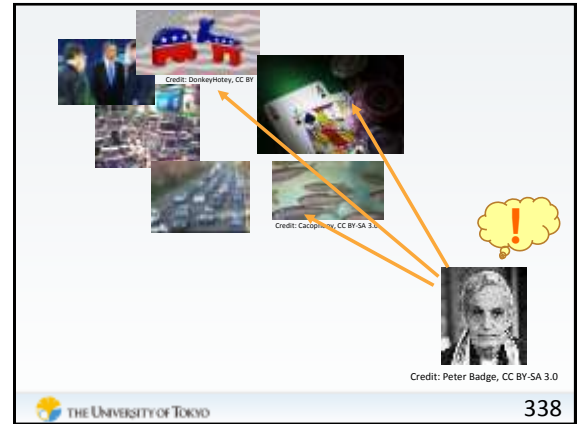 Credit: DonkeyHotey, CC BY
Credit: Cacophony, CC BY-SA 3.0
!
Credit: Peter Badge, CC BY-SA 3.0
THE UNIVERSITY OF TOKYO
338